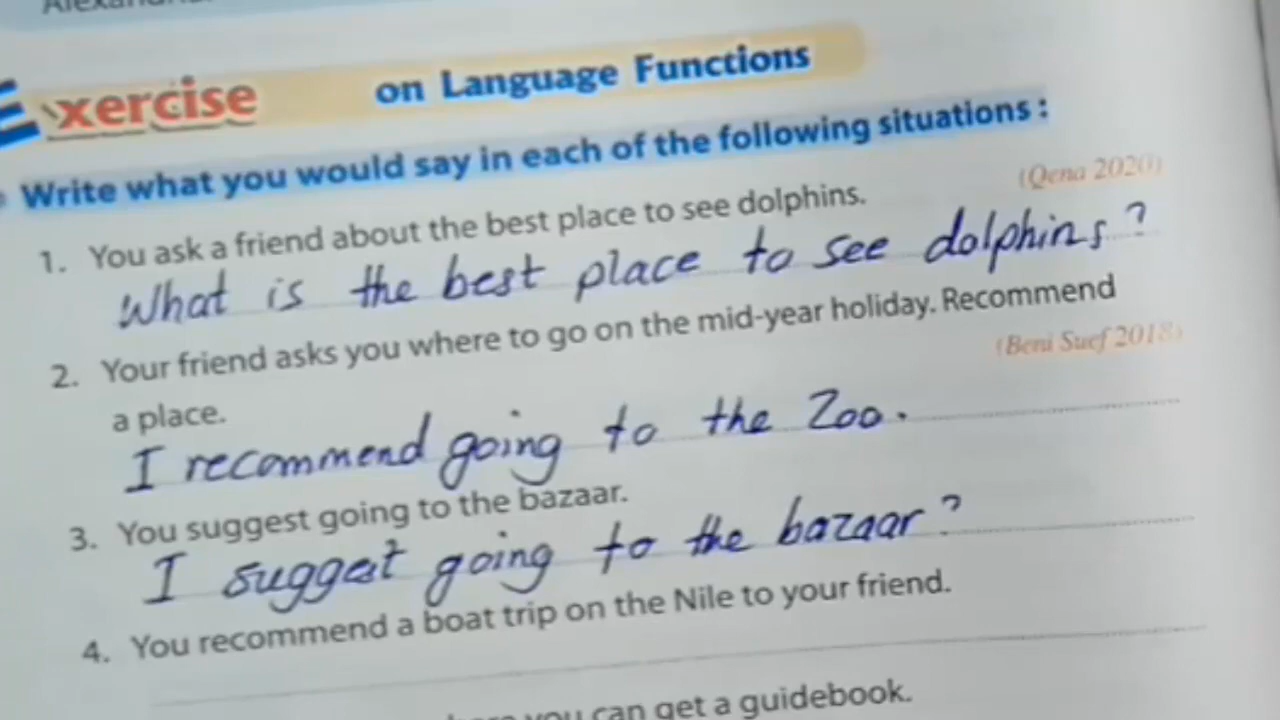 Exercise on Language Functions
Write what you would say in each of the following situations :
1. You ask a friend about the best place to see dolphins. (Qena 2020)
What is the best place to see dolphins?
2. Your friend asks you where to go on the mid-year holiday. Recommend
a place. (Beni Suef 2018)
I recommend going to the Zoo.
3. You suggest going to the bazaar.
I suggest going to the bazaar?
4. You recommend a boat trip on the Nile to your friend.
you can get a guidebook.